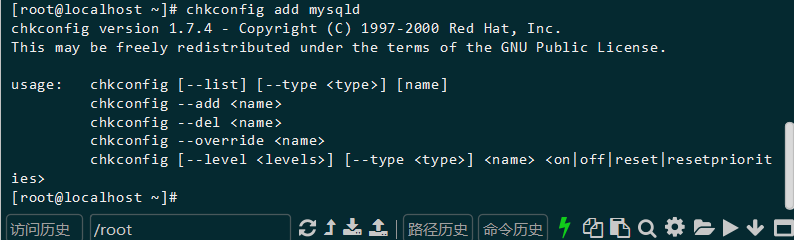 [root@localhost ~]# chkconfig add mysqld
chkconfig version 1.7.4 - Copyright (C) 1997-2000 Red Hat, Inc.
This may be freely redistributed under the terms of the GNU Public License.
usage:   chkconfig [--list] [--type <type>] [name]
         chkconfig --add <name>
         chkconfig --del <name>
         chkconfig --override <name>
         chkconfig [--level <levels>] [--type <type>] <name> <on|off|reset|resetpriorit
ies>
[root@localhost ~]#
访问历史 /root 路径历史 命令历史